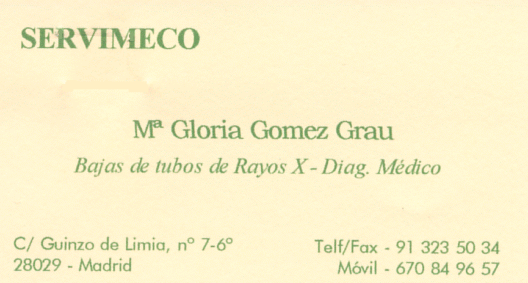 SERVIMECO
Mª Gloria Gomez Grau
Bajas de tubos de Rayos X - Diag. Médico
C/ Guinzo de Limia, nº 7-6º
28029 - Madrid
Telf/Fax - 91 323 50 34
Móvil - 670 84 96 57